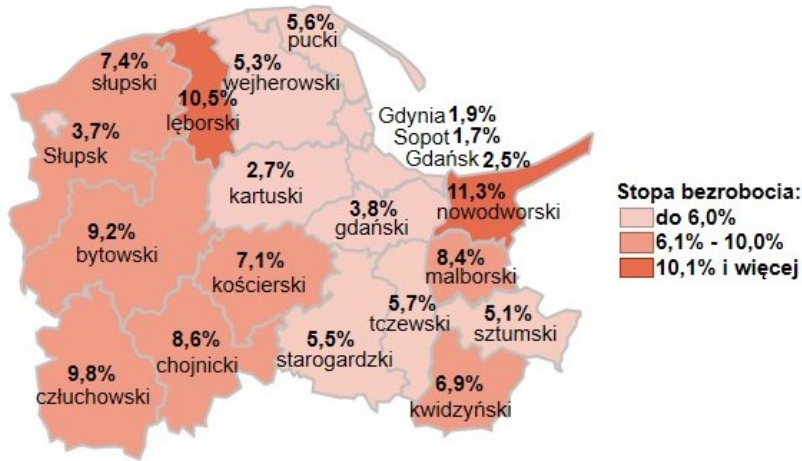 5,6%
pucki
7,4%
słupski
5,3%
wejherowski
10,5%
lęborski
Gdynia 1,9%
Sopot 1,7%
Gdańsk 2,5%
3,7%
Słupsk
2,7%
kartuski
3,8%
gdański
11,3%
nowodworski
Stopa bezrobocia:
do 6,0%
6,1% - 10,0%
10,1% i więcej
9,2%
bytowski
7,1%
kościerski
8,4%
malborski
5,7%
tczewski
5,1%
sztumski
8,6%
chojnicki
5,5%
starogardzki
9,8%
człuchowski
6,9%
kwidzyński